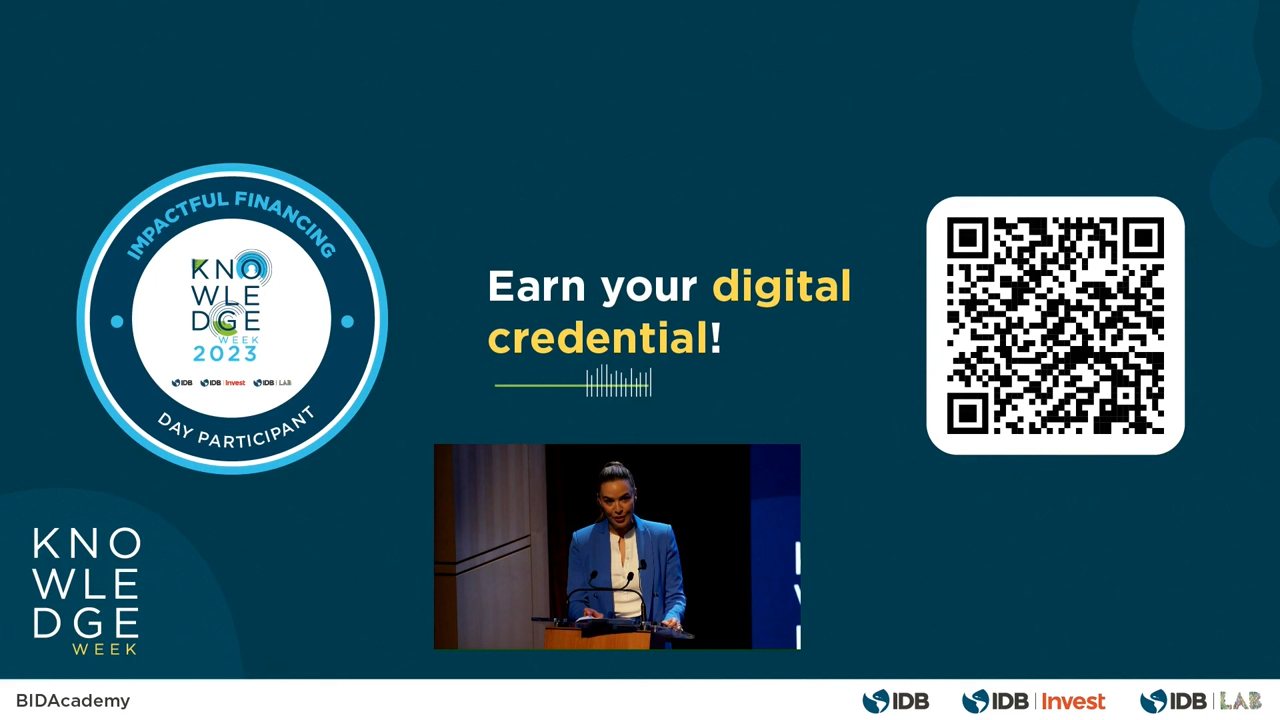 IMPACTFUL FINANCING
KNO
WLE
DGE
WEEK
2023
IDB
IDB Invest
IDB LAB
DAY PARTICIPANT
Earn your digital
credential!
KNO
WLE
DGE
WEEK
BIDAcademy
IDB
IDB Invest
IDB LAB